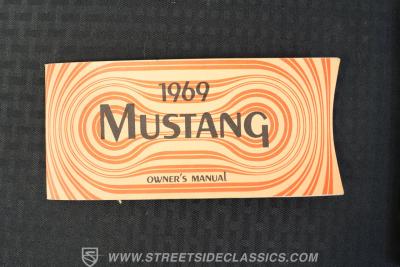 1969
MUSTANG
OWNER'S MANUAL
WWW.STREETSIDECLASSICS.COM